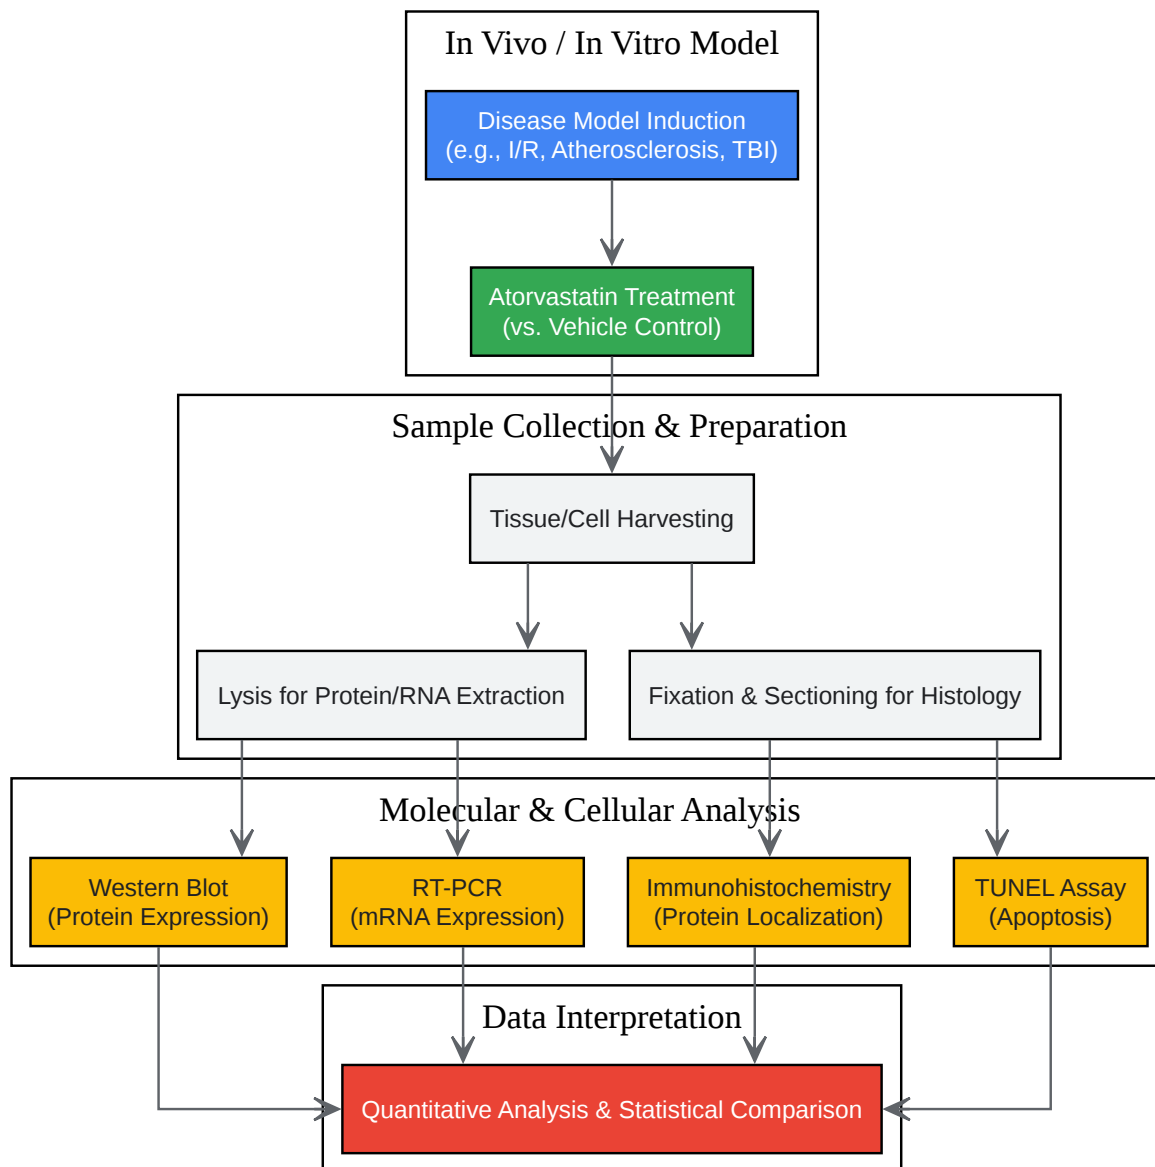 In Vivo / In Vitro Model
Disease Model Induction
(e.g., I/R, Atherosclerosis, TBI)
Atorvastatin Treatment
(vs. Vehicle Control)
Sample Collection & Preparation
Tissue/Cell Harvesting
Lysis for Protein/RNA Extraction
Fixation & Sectioning for Histology
Molecular & Cellular Analysis
Western Blot
(Protein Expression)
RT-PCR
(mRNA Expression)
Immunohistochemistry
(Protein Localization)
TUNEL Assay
(Apoptosis)
Data Interpretation
Quantitative Analysis & Statistical Comparison